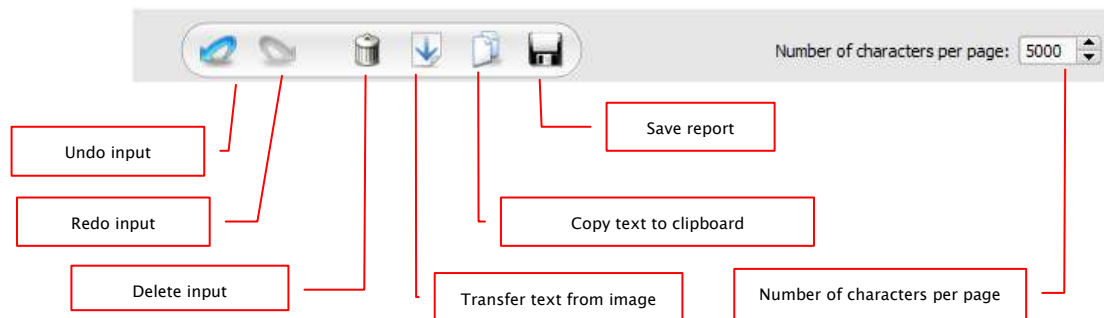 Number of characters per page: 5000
Save report
Undo input
Redo input
Copy text to clipboard
Delete input
Transfer text from image
Number of characters per page